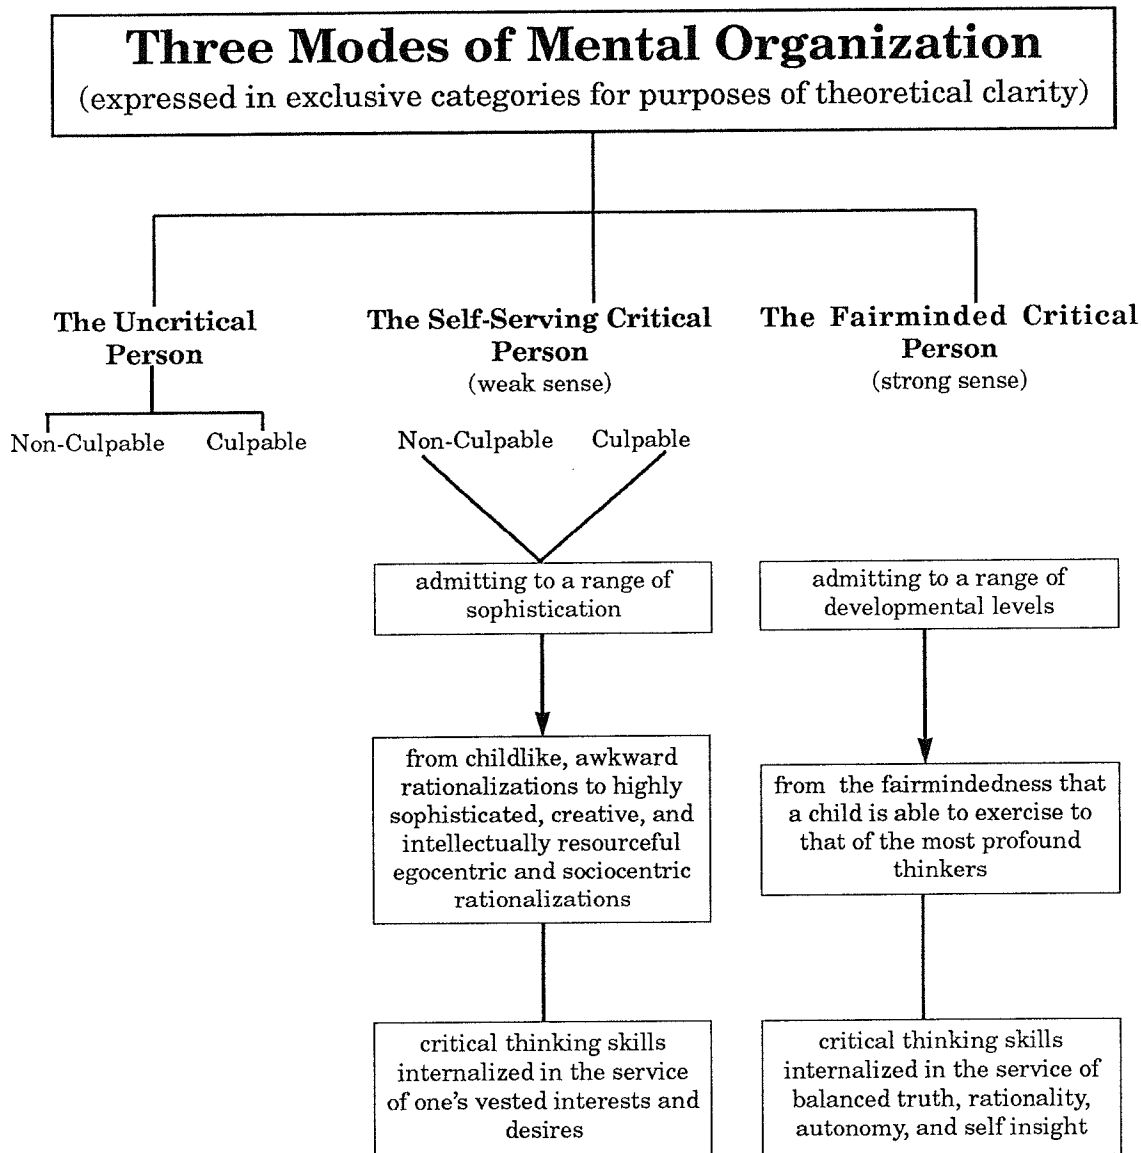 Three Modes of Mental Organization
(expressed in exclusive categories for purposes of theoretical clarity)
The Uncritical
Person
Non-Culpable
Culpable
The Self-Serving Critical
Person
(weak sense)
Non-Culpable
Culpable
admitting to a range of
sophistication
from childlike, awkward
rationalizations to highly
sophisticated, creative, and
intellectually resourceful
egocentric and sociocentric
rationalizations
critical thinking skills
internalized in the service
of one's vested interests and
desires
The Fairminded Critical
Person
(strong sense)
admitting to a range of
developmental levels
from the fairmindedness that
a child is able to exercise to
that of the most profound
thinkers
critical thinking skills
internalized in the service of
balanced truth, rationality,
autonomy, and self insight